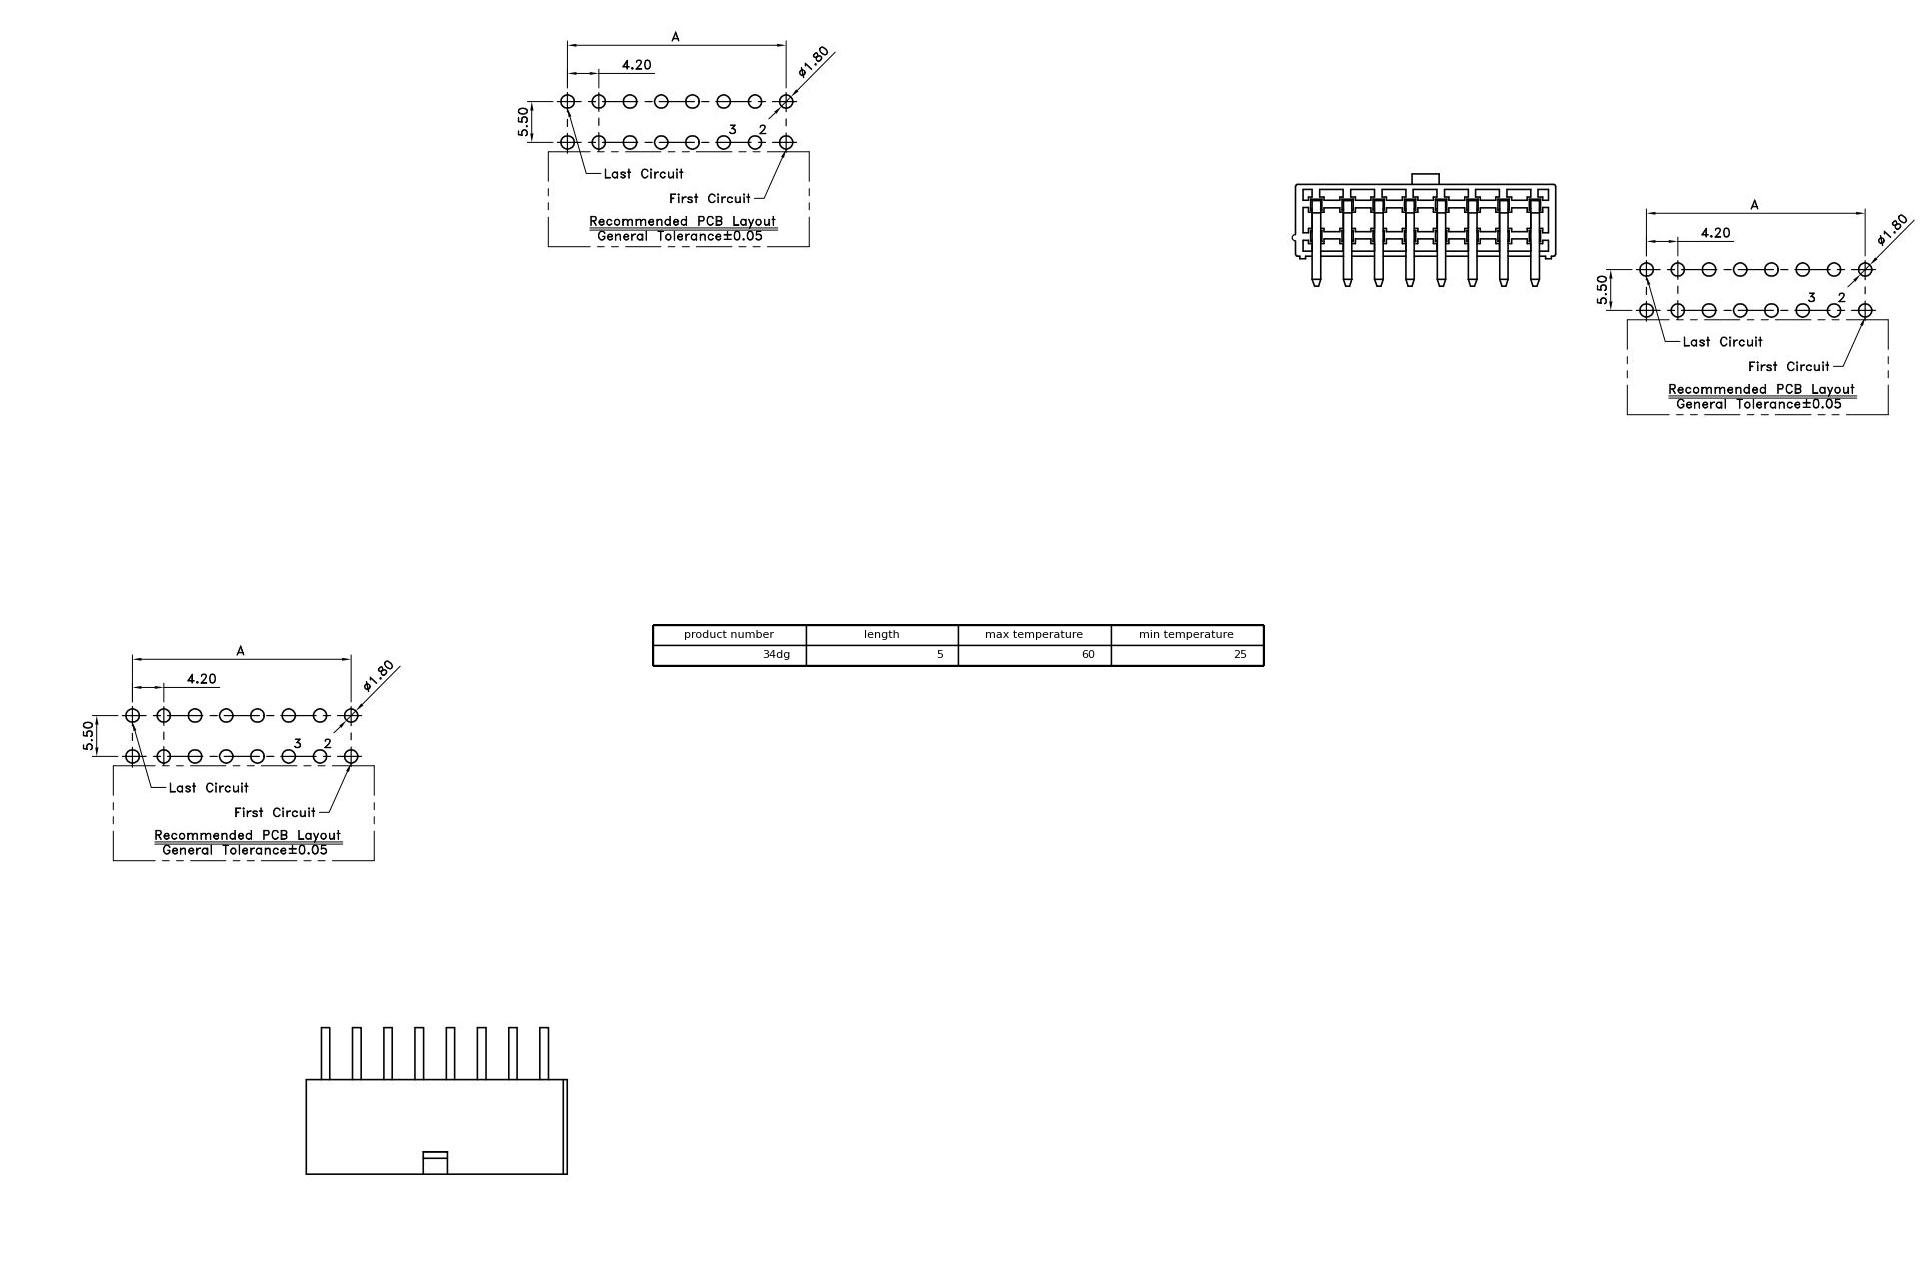 A
4.20
ø1.80
5.50
3 2
Last Circuit
First Circuit
Recommended PCB Layout
General Tolerance±0.05
A
4.20
ø1.80
5.50
3 2
Last Circuit
First Circuit
Recommended PCB Layout
General Tolerance±0.05
product number length max temperature min temperature
34dg 5 60 25
A
4.20
ø1.80
5.50
3 2
Last Circuit
First Circuit
Recommended PCB Layout
General Tolerance±0.05